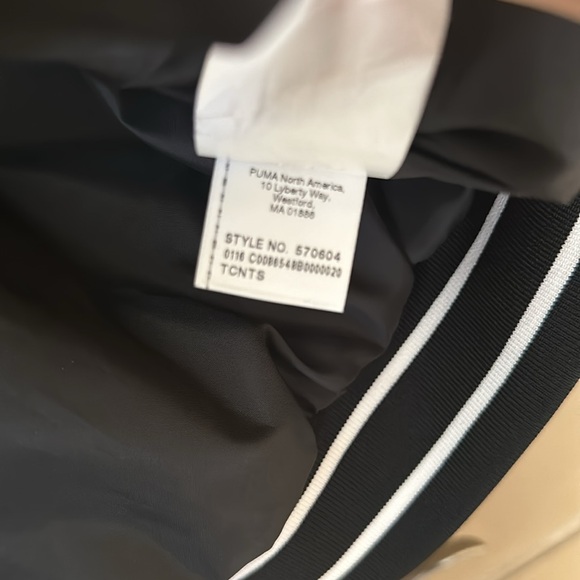 PUMA North America,
10 Lyberty Way,
Westford,
MA 01886
STYLE NO. 570604
0116 C0086548B0000020
TCNTS